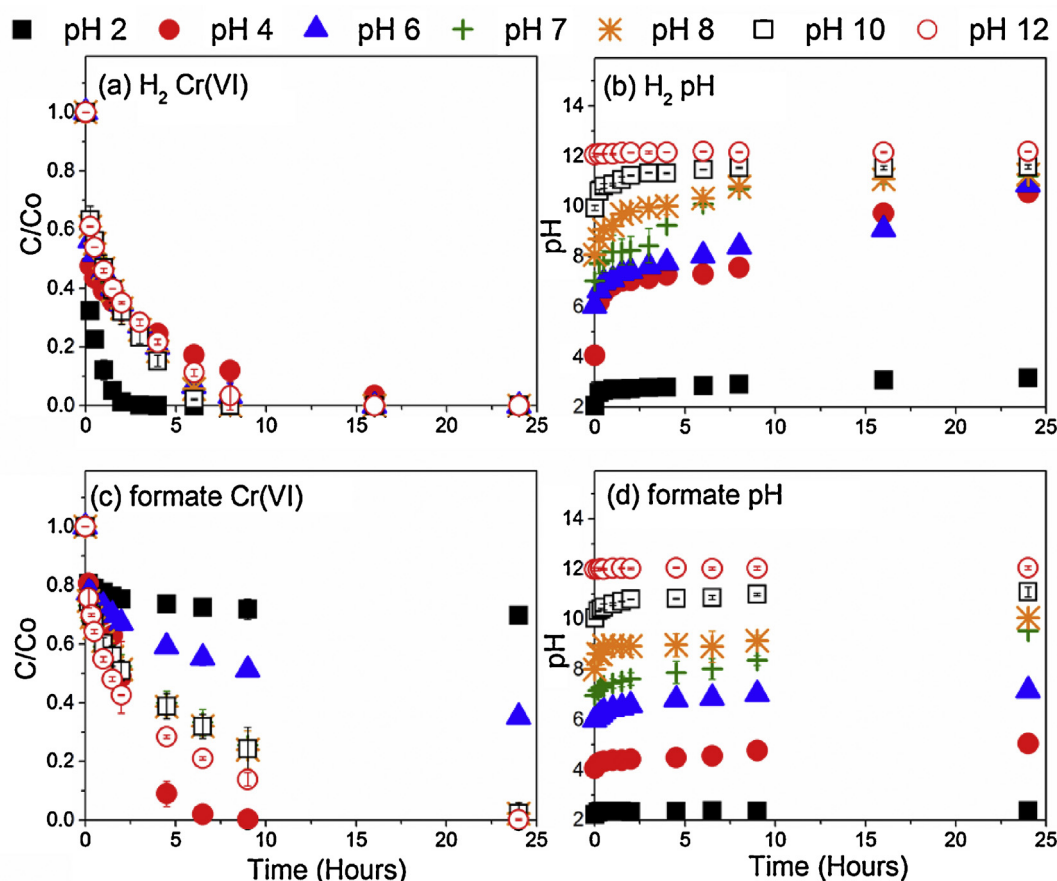 pH 2 pH 4 pH 6 pH 7 pH 8 pH 10 pH 12
(a) H₂ Cr(VI)
C/Co
1.0
0.8
0.6
0.4
0.2
0.0
0 5 10 15 20 25
(b) H₂ pH
pH
14
12
10
8
6
4
2
0 5 10 15 20 25
(c) formate Cr(VI)
C/Co
1.0
0.8
0.6
0.4
0.2
0.0
0 5 10 15 20 25
Time (Hours)
(d) formate pH
pH
14
12
10
8
6
4
2
0 5 10 15 20 25
Time (Hours)